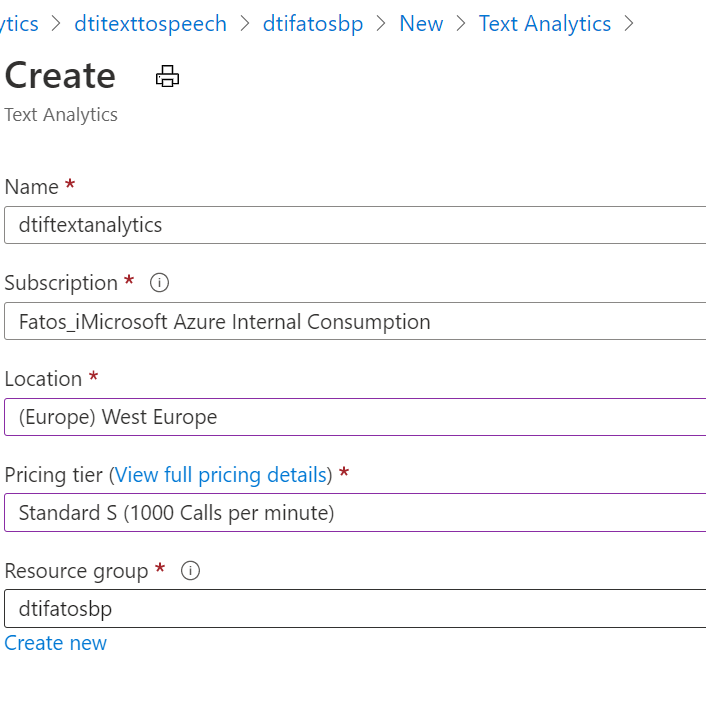 ytics > dtitexttospeech > dtifatosbp > New > Text Analytics >
Create
Text Analytics
Name *
dtiftextanalytics
Subscription *
Fatos_iMicrosoft Azure Internal Consumption
Location *
(Europe) West Europe
Pricing tier (View full pricing details) *
Standard S (1000 Calls per minute)
Resource group *
dtifatosbp
Create new